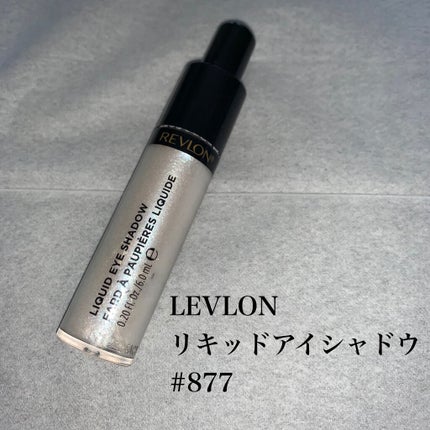 REVLON
LIQUID EYE SHADOW
FARD À PAUPIÈRES LIQUIDE
0.20 FL OZ/6.0 mL ℮
LEVLON
リキッドアイシャドウ
#877